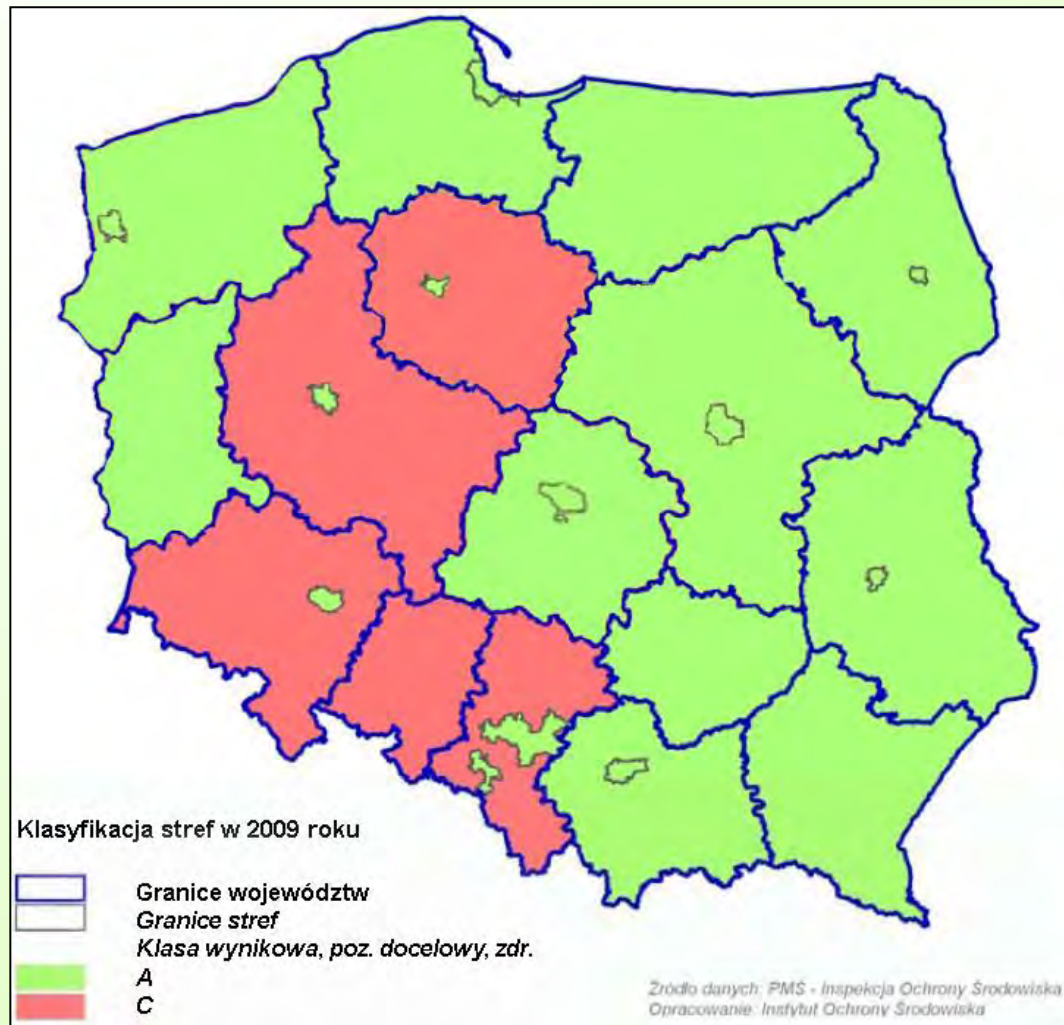 Klasyfikacja stref w 2009 roku
Granice województw
Granice stref
Klasa wynikowa, poz. docelowy, zdr.
A
C
Źródło danych: PMŚ - Inspekcja Ochrony Środowiska
Opracowanie: Instytut Ochrony Środowiska